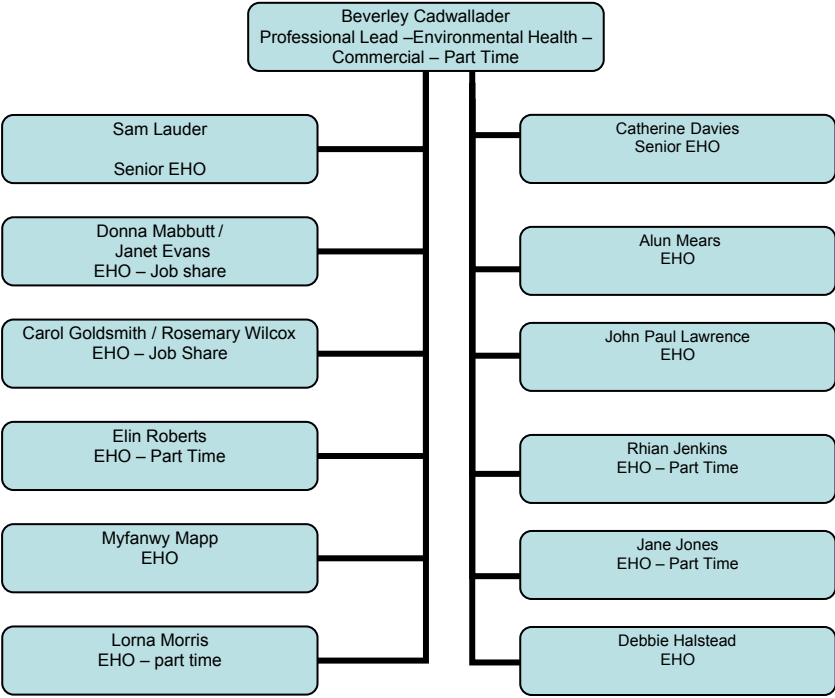 Beverley Cadwallader
Professional Lead –Environmental Health –
Commercial – Part Time
Sam Lauder
Senior EHO
Donna Mabbutt /
Janet Evans
EHO – Job share
Carol Goldsmith / Rosemary Wilcox
EHO – Job Share
Elin Roberts
EHO – Part Time
Myfanwy Mapp
EHO
Lorna Morris
EHO – part time
Catherine Davies
Senior EHO
Alun Mears
EHO
John Paul Lawrence
EHO
Rhian Jenkins
EHO – Part Time
Jane Jones
EHO – Part Time
Debbie Halstead
EHO